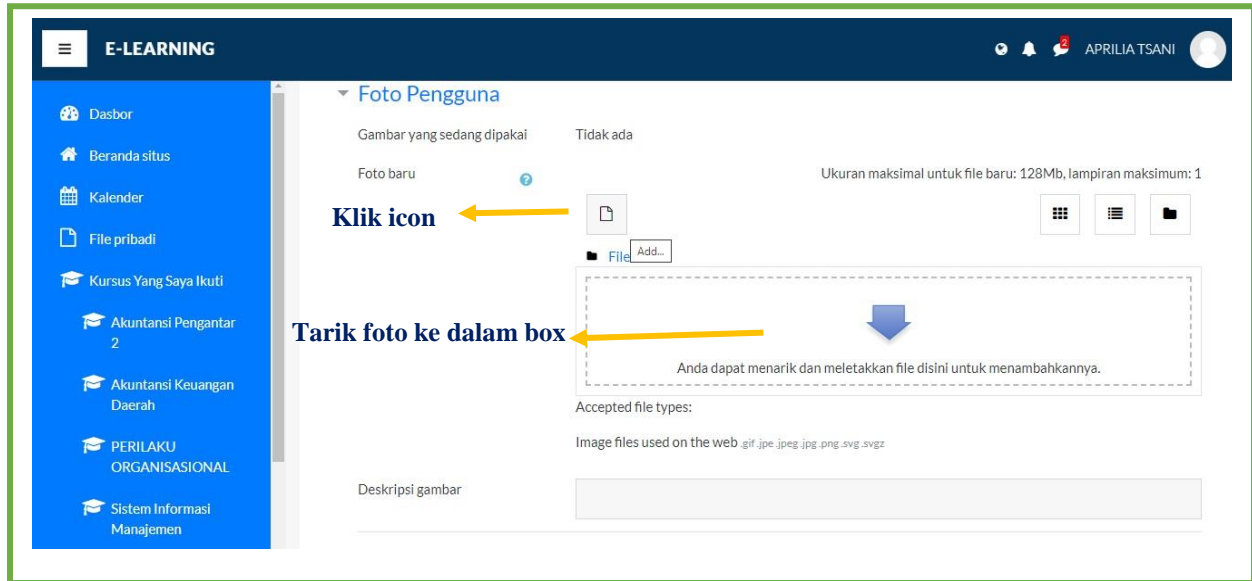 E-LEARNING
2
APRILIA TSANI
Dasbor
Beranda situs
Kalender
File pribadi
Kursus Yang Saya Ikuti
Akuntansi Pengantar
2
Akuntansi Keuangan
Daerah
PERILAKU
ORGANISASIONAL
Sistem Informasi
Manajemen
Foto Pengguna
Gambar yang sedang dipakai
Tidak ada
Foto baru
Ukuran maksimal untuk file baru: 128Mb, lampiran maksimum: 1
Klik icon
File
Add...
Tarik foto ke dalam box
Anda dapat menarik dan meletakkan file disini untuk menambahkannya.
Accepted file types:
Image files used on the web .gif .jpe .jpeg .jpg .png .svg .svgz
Deskripsi gambar